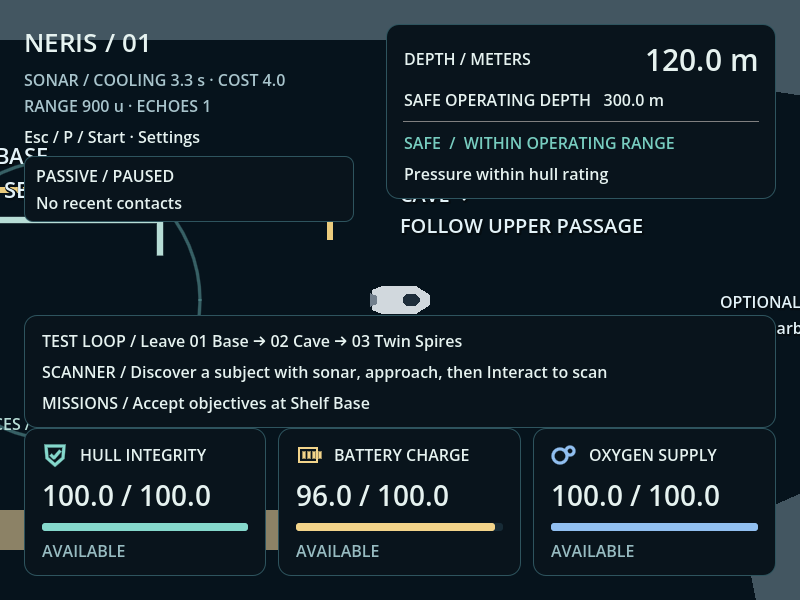 NERIS / 01
SONAR / COOLING 3.3 s · COST 4.0
RANGE 900 u · ECHOES 1
Esc / P / Start · Settings
BASE
PASSIVE / PAUSED
No recent contacts
DEPTH / METERS 120.0 m
SAFE OPERATING DEPTH 300.0 m
SAFE / WITHIN OPERATING RANGE
Pressure within hull rating
FOLLOW UPPER PASSAGE
OPTIONAL
TEST LOOP / Leave 01 Base → 02 Cave → 03 Twin Spires
SCANNER / Discover a subject with sonar, approach, then Interact to scan
MISSIONS / Accept objectives at Shelf Base
HULL INTEGRITY
100.0 / 100.0
AVAILABLE
BATTERY CHARGE
96.0 / 100.0
AVAILABLE
OXYGEN SUPPLY
100.0 / 100.0
AVAILABLE